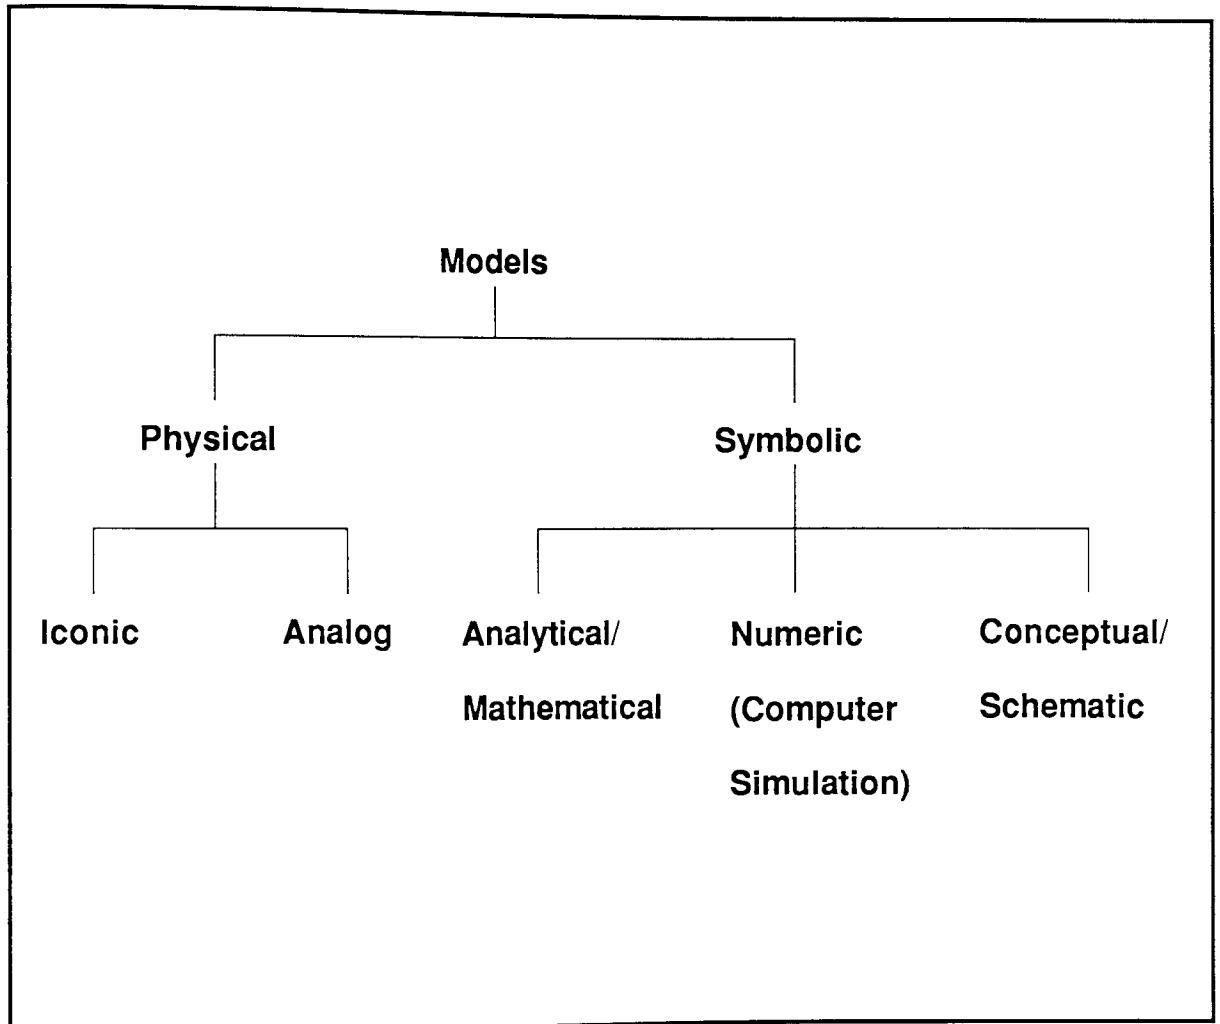 Models
Physical
Symbolic
Iconic
Analog
Analytical/
Mathematical
Numeric
(Computer
Simulation)
Conceptual/
Schematic